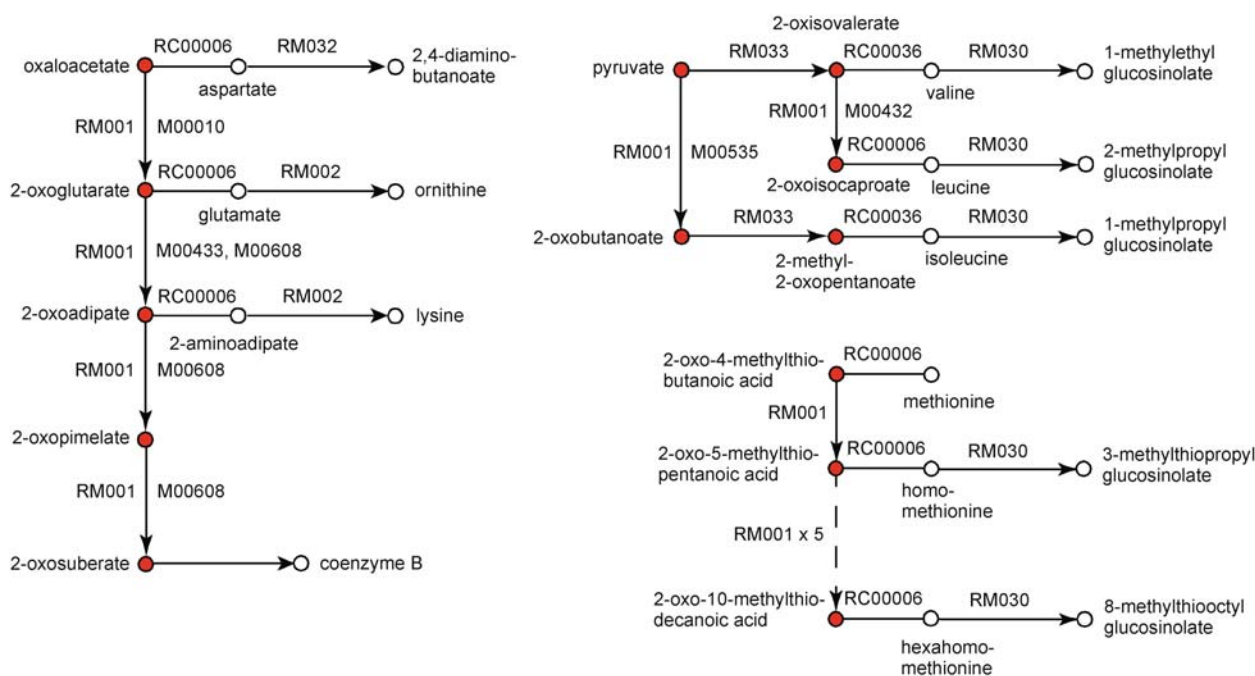 RC00006
RM032
oxaloacetate
aspartate
2,4-diamino-
butanoate
RM001
M00010
2-oxoglutarate
RC00006
RM002
glutamate
ornithine
RM001
M00433, M00608
2-oxoadipate
RC00006
RM002
2-aminoadipate
lysine
RM001
M00608
2-oxopimelate
RM001
M00608
2-oxosuberate
coenzyme B
2-oxisovalerate
pyruvate
RM033
RC00036
RM030
valine
1-methylethyl
glucosinolate
RM001
M00432
RM001
M00535
RC00006
RM030
2-oxoisocaproate
leucine
2-methylpropyl
glucosinolate
2-oxobutanoate
RM033
RC00036
RM030
2-methyl-
2-oxopentanoate
isoleucine
1-methylpropyl
glucosinolate
2-oxo-4-methylthio-
butanoic acid
RC00006
methionine
RM001
2-oxo-5-methylthio-
pentanoic acid
RC00006
RM030
homo-
methionine
3-methylthiopropyl
glucosinolate
RM001 x 5
2-oxo-10-methylthio-
decanoic acid
RC00006
RM030
hexahomo-
methionine
8-methylthiooctyl
glucosinolate